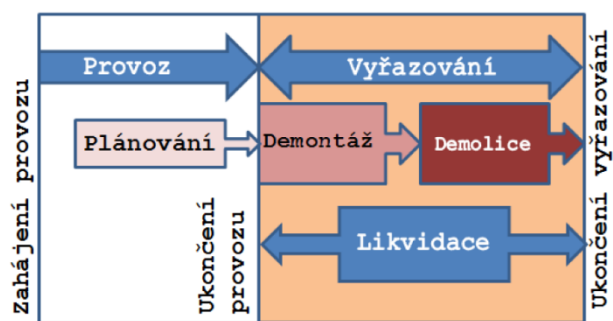 Provoz
Vyřazování
Plánování
Demontáž
Demolice
Likvidace
Zahájení provozu
Ukončení
provozu
Ukončení vyřazování